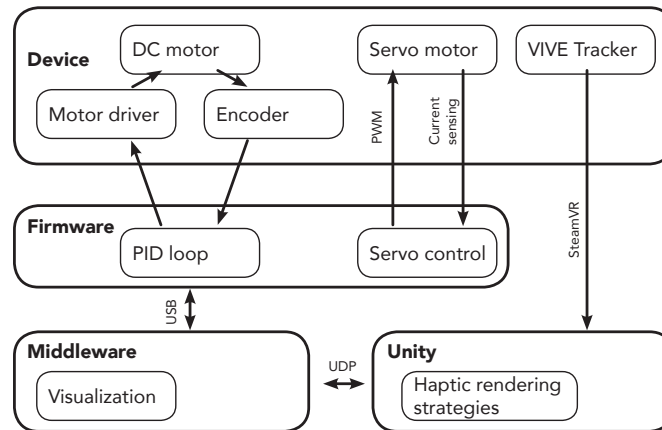 Device
DC motor
Servo motor
VIVE Tracker
Motor driver
Encoder
PWM
Current
sensing
SteamVR
Firmware
PID loop
Servo control
USB
Middleware
Visualization
UDP
Unity
Haptic rendering
strategies